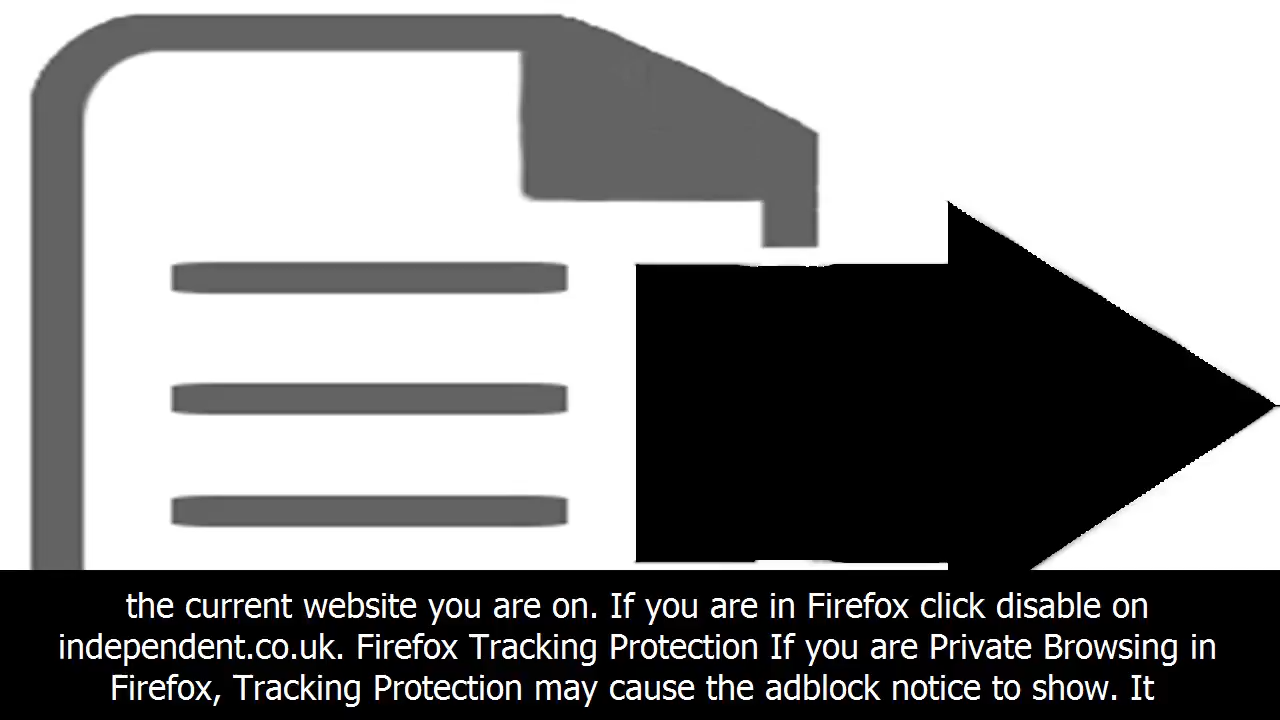 the current website you are on. If you are in Firefox click disable on
independent.co.uk. Firefox Tracking Protection If you are Private Browsing in
Firefox, Tracking Protection may cause the adblock notice to show. It